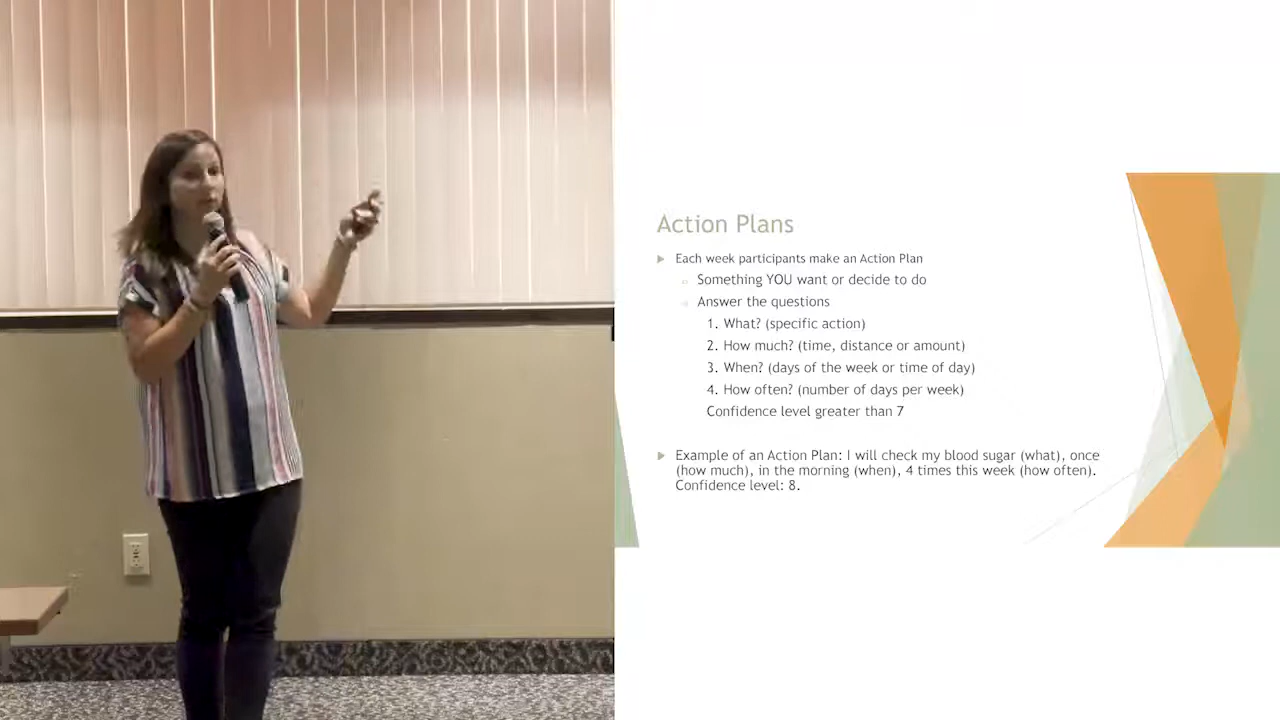 Action Plans
Each week participants make an Action Plan
Something YOU want or decide to do
Answer the questions
1. What? (specific action)
2. How much? (time, distance or amount)
3. When? (days of the week or time of day)
4. How often? (number of days per week)
Confidence level greater than 7
Example of an Action Plan: I will check my blood sugar (what), once
(how much), in the morning (when), 4 times this week (how often).
Confidence level: 8.